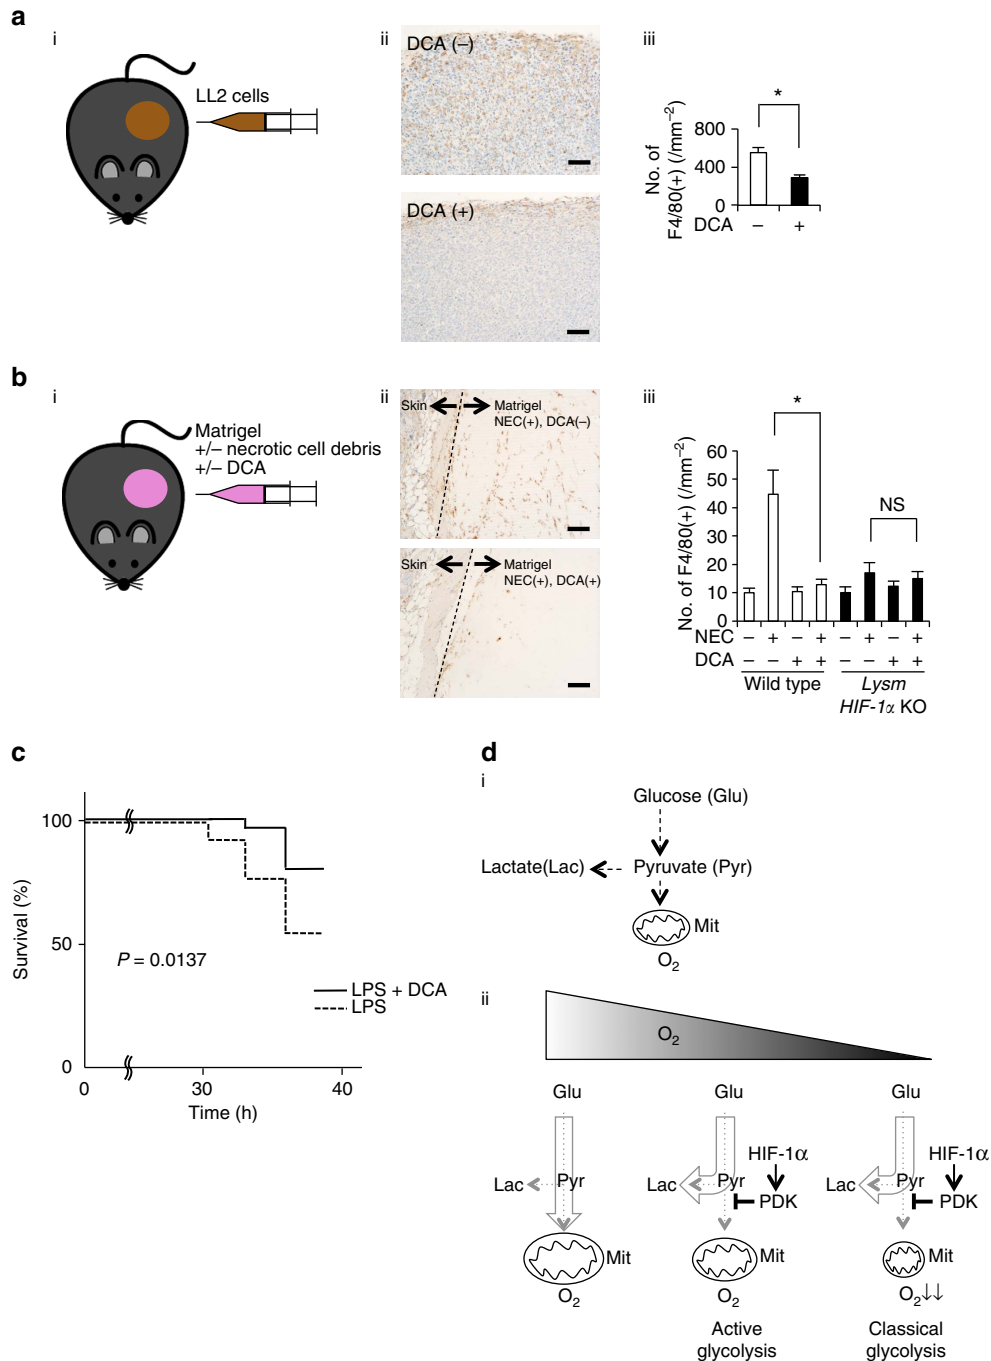 a
i
LL2 cells
ii
DCA (–)
DCA (+)
iii
*
No. of
F4/80(+) (/mm–2)
800
400
0
DCA – +
b
i
Matrigel
+/– necrotic cell debris
+/– DCA
ii
Skin Matrigel
NEC(+), DCA(–)
Skin Matrigel
NEC(+), DCA(+)
iii
*
NS
No. of F4/80(+) (/mm–2)
60
50
40
30
20
10
0
NEC – + – + – + – +
DCA – – + + – – + +
Wild type
Lysm
HIF-1α KO
c
Survival (%)
100
50
0
P = 0.0137
LPS + DCA
LPS
0 30 40
Time (h)
d
i
Glucose (Glu)
Lactate(Lac) Pyruvate (Pyr)
Mit
O2
ii
O2
Glu Glu Glu
HIF-1α HIF-1α
Lac Pyr Lac Pyr PDK Lac Pyr PDK
Mit Mit Mit
O2 O2 O2↓↓
Active
glycolysis
Classical
glycolysis